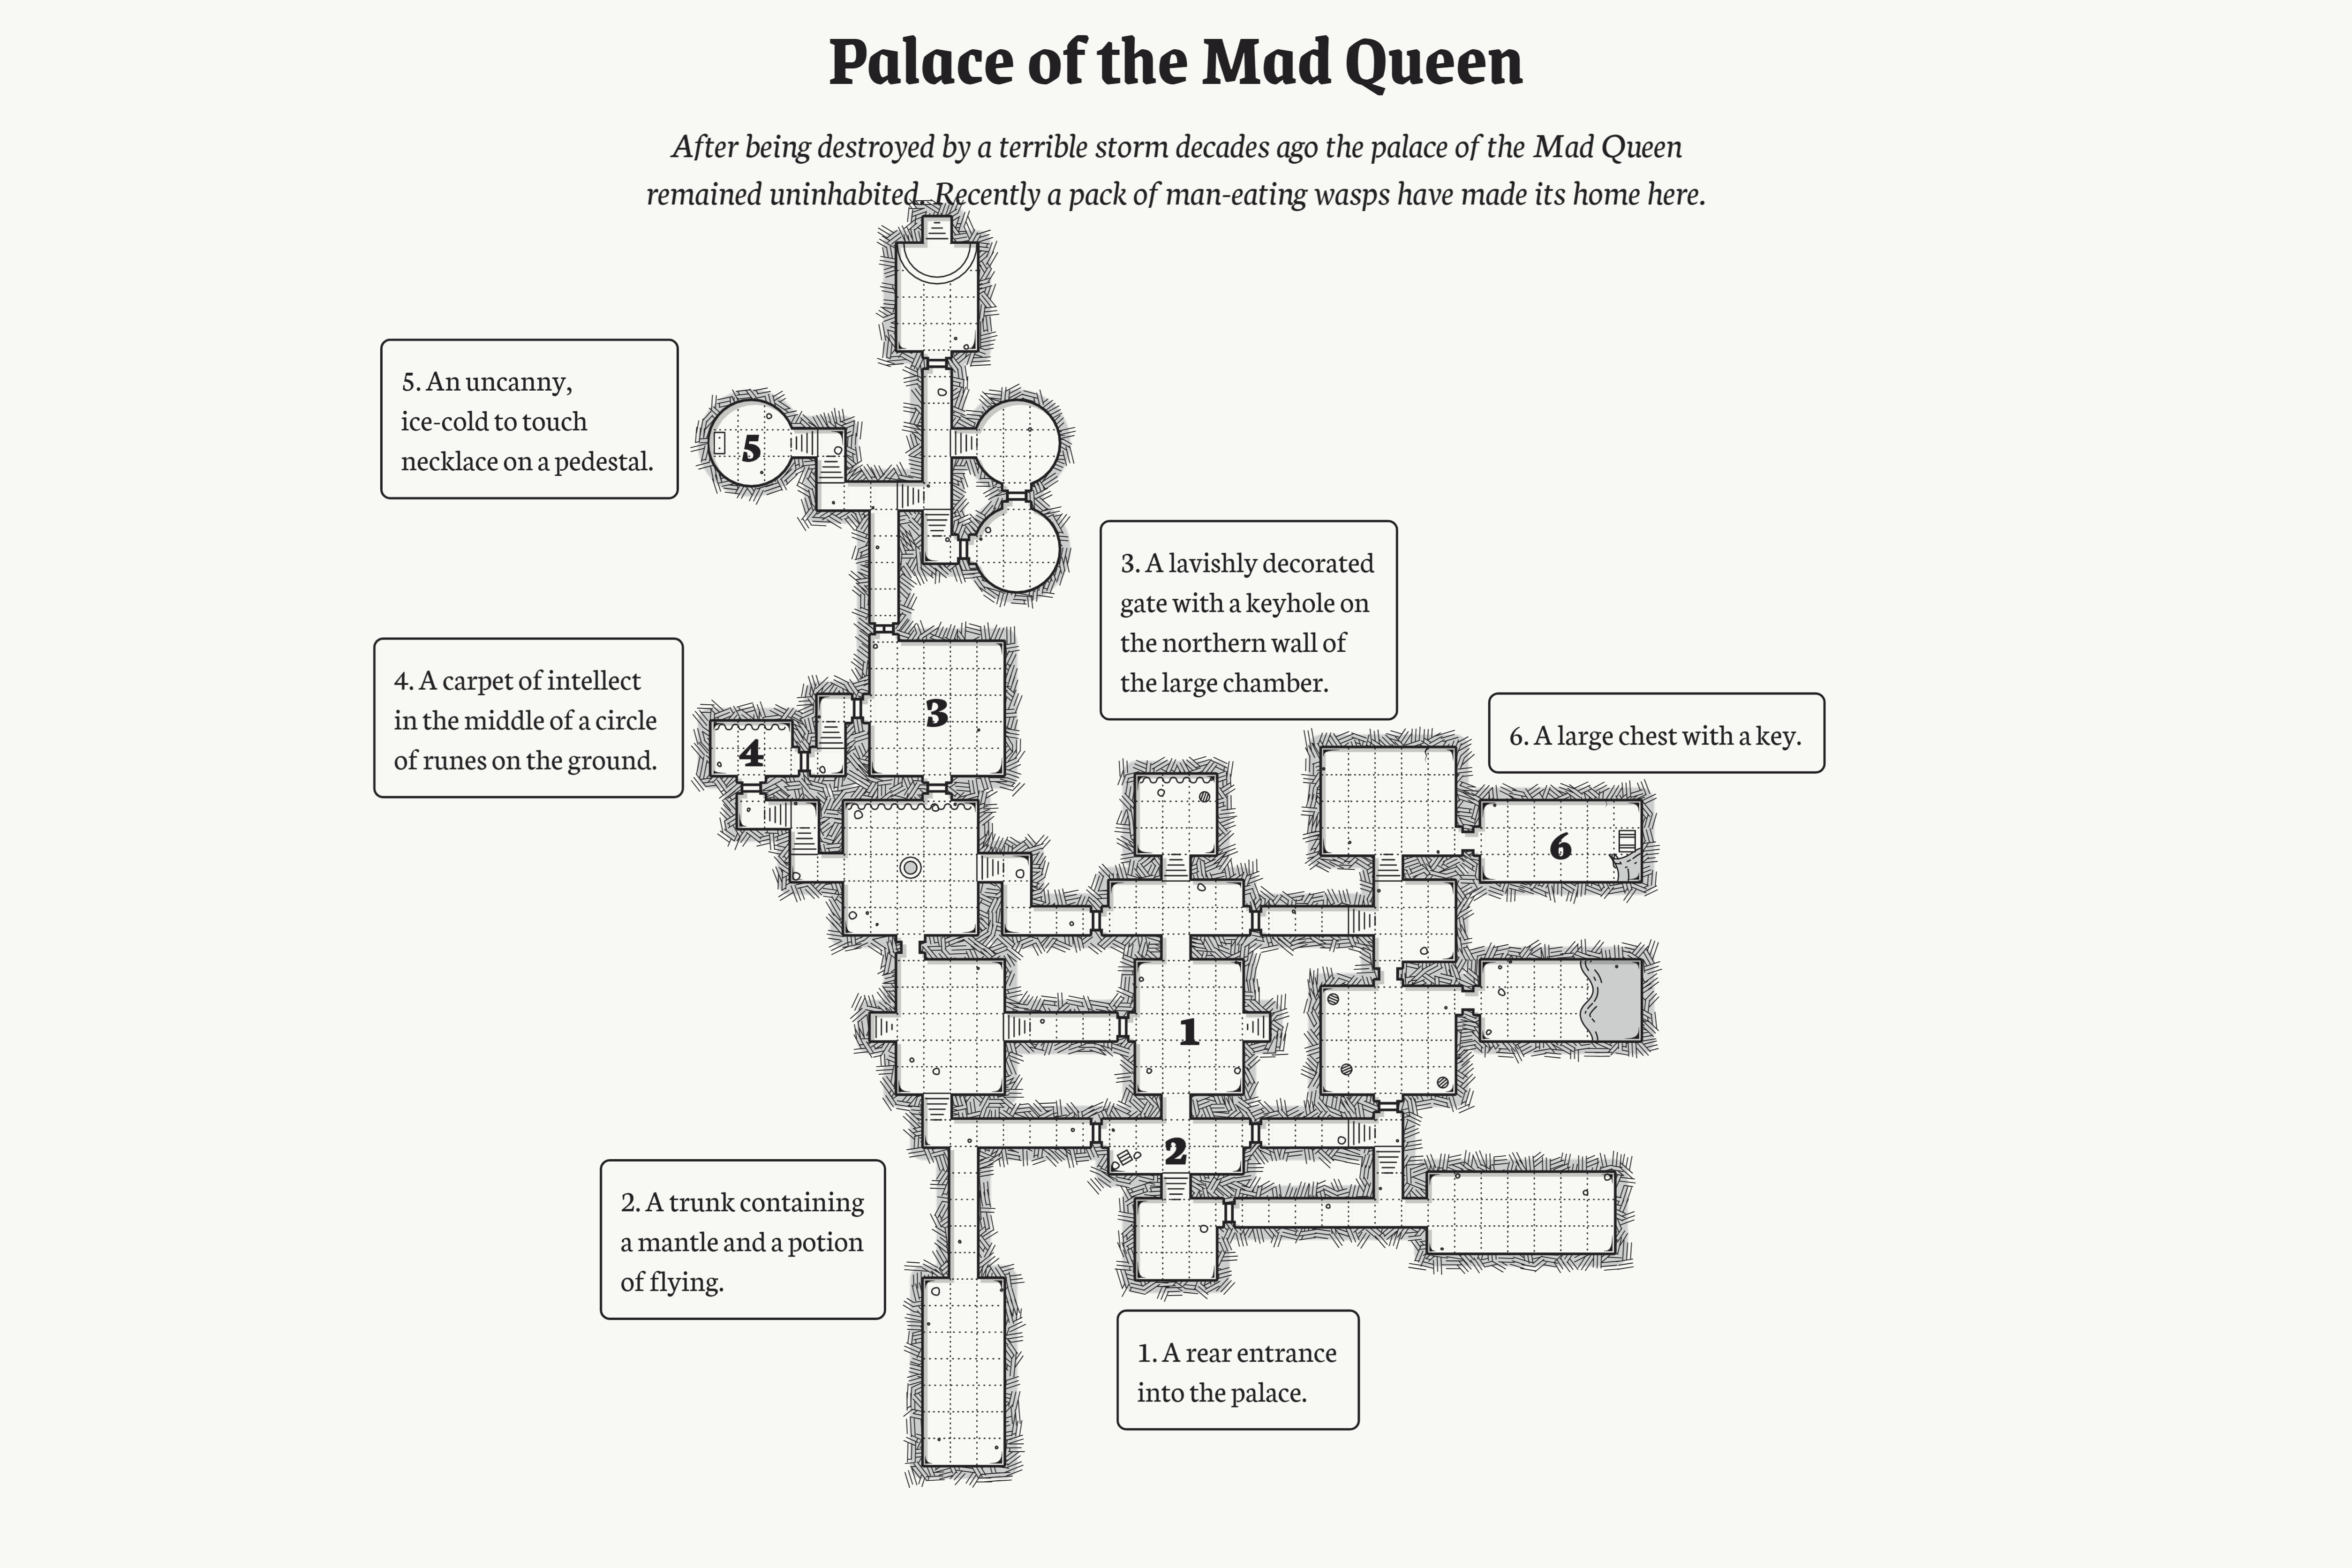 Palace of the Mad Queen
After being destroyed by a terrible storm decades ago the palace of the Mad Queen
remained uninhabited. Recently a pack of man-eating wasps have made its home here.
5. An uncanny,
ice-cold to touch
necklace on a pedestal.
5
3. A lavishly decorated
gate with a keyhole on
the northern wall of
the large chamber.
4. A carpet of intellect
in the middle of a circle
of runes on the ground.
3
4
6. A large chest with a key.
6
1
2
2. A trunk containing
a mantle and a potion
of flying.
1. A rear entrance
into the palace.